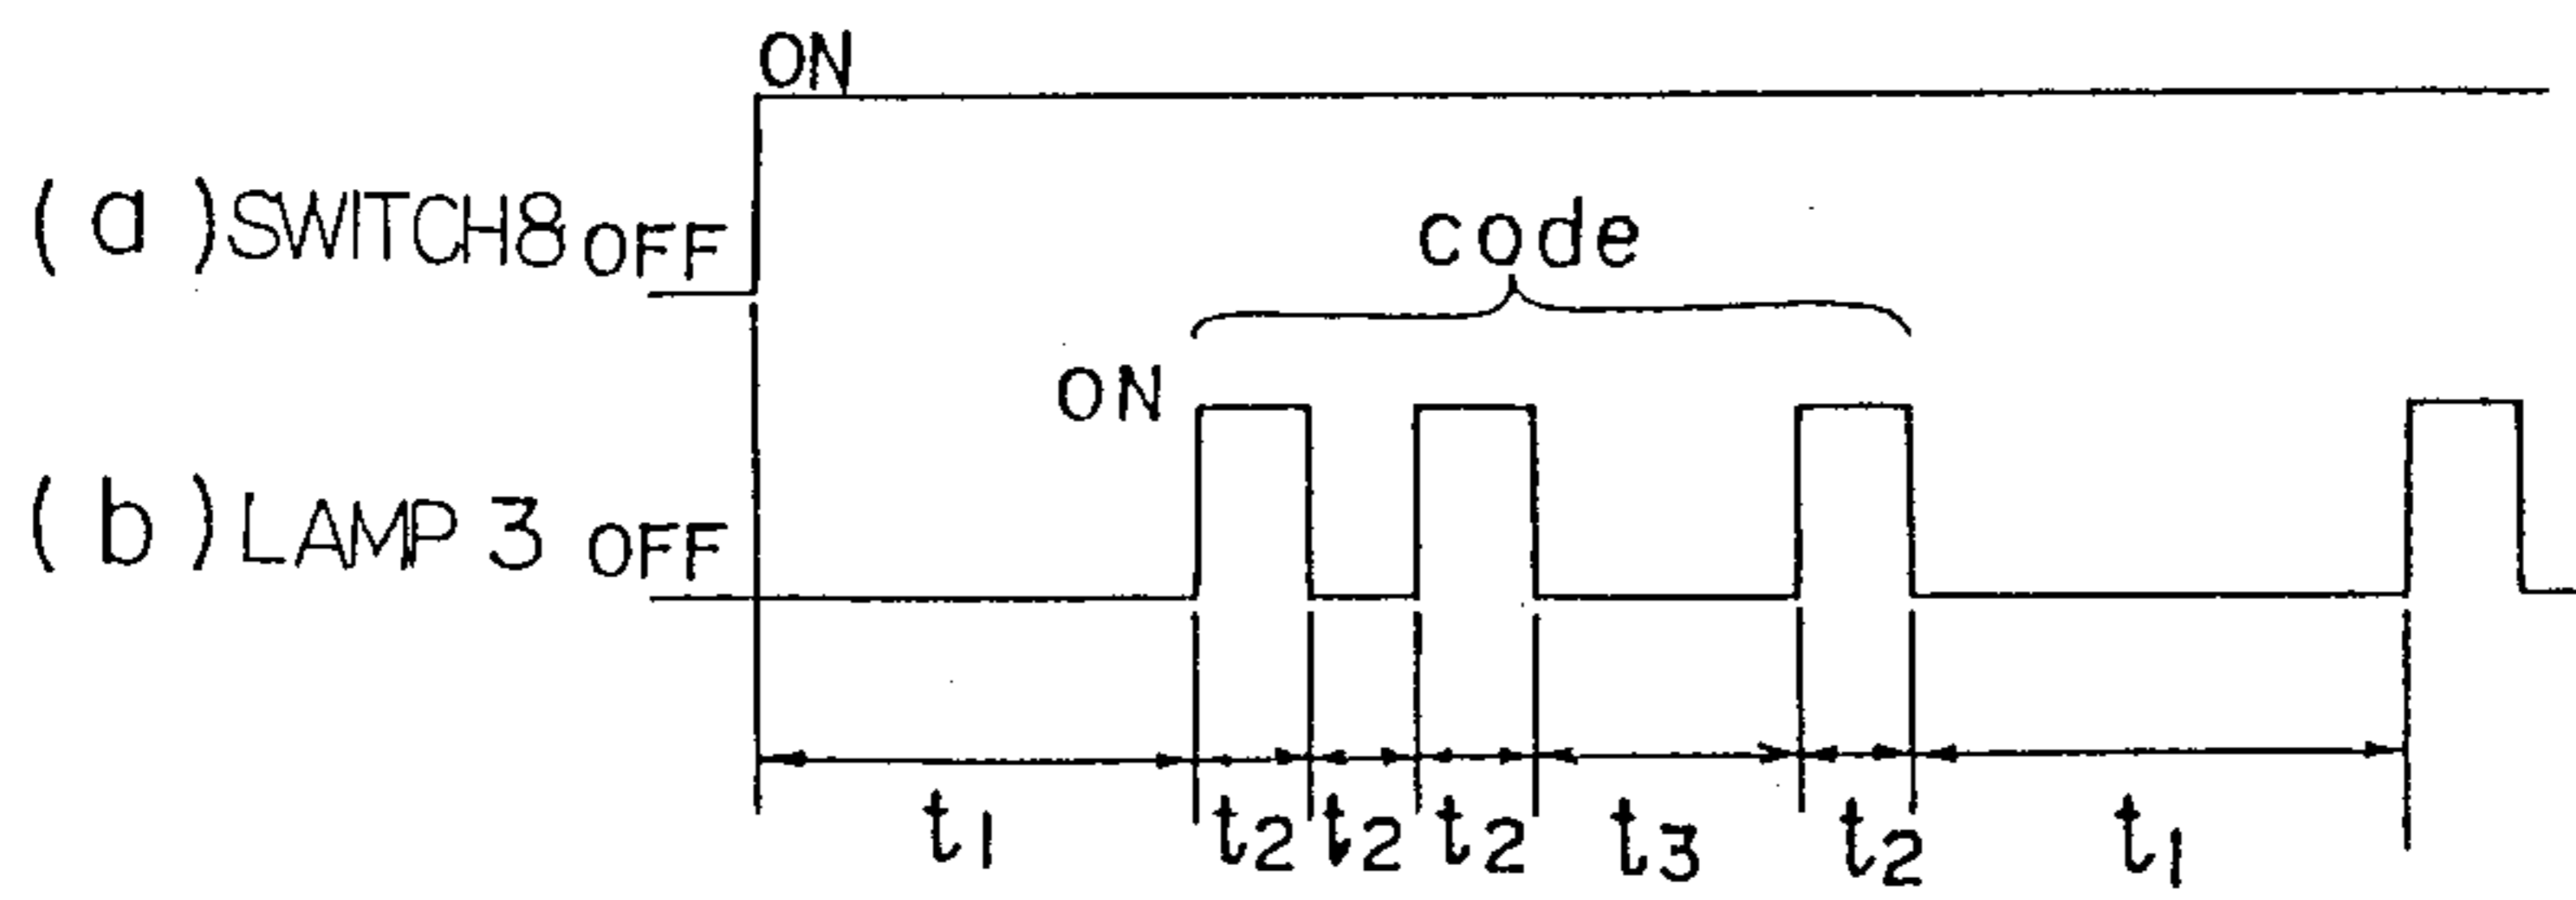 ON
(a) SWITCH8 OFF
code
ON
(b) LAMP 3 OFF
t1 t2 t2 t2 t3 t2 t1